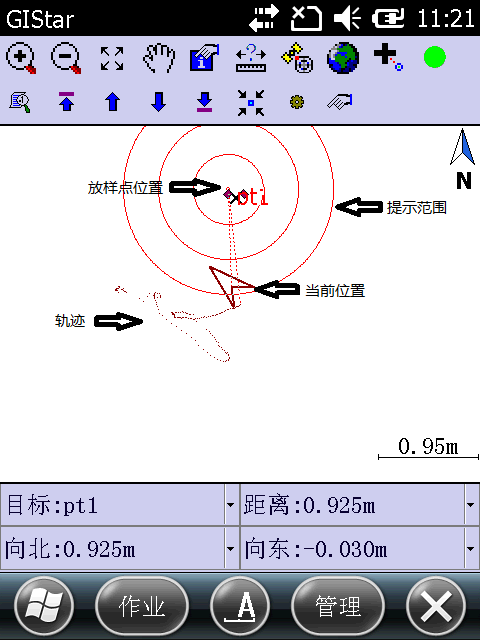 GIStar 11:21
放样点位置
pt1
N
提示范围
当前位置
轨迹
0.95m
目标:pt1 距离:0.925m
向北:0.925m 向东:-0.030m
作业 A 管理